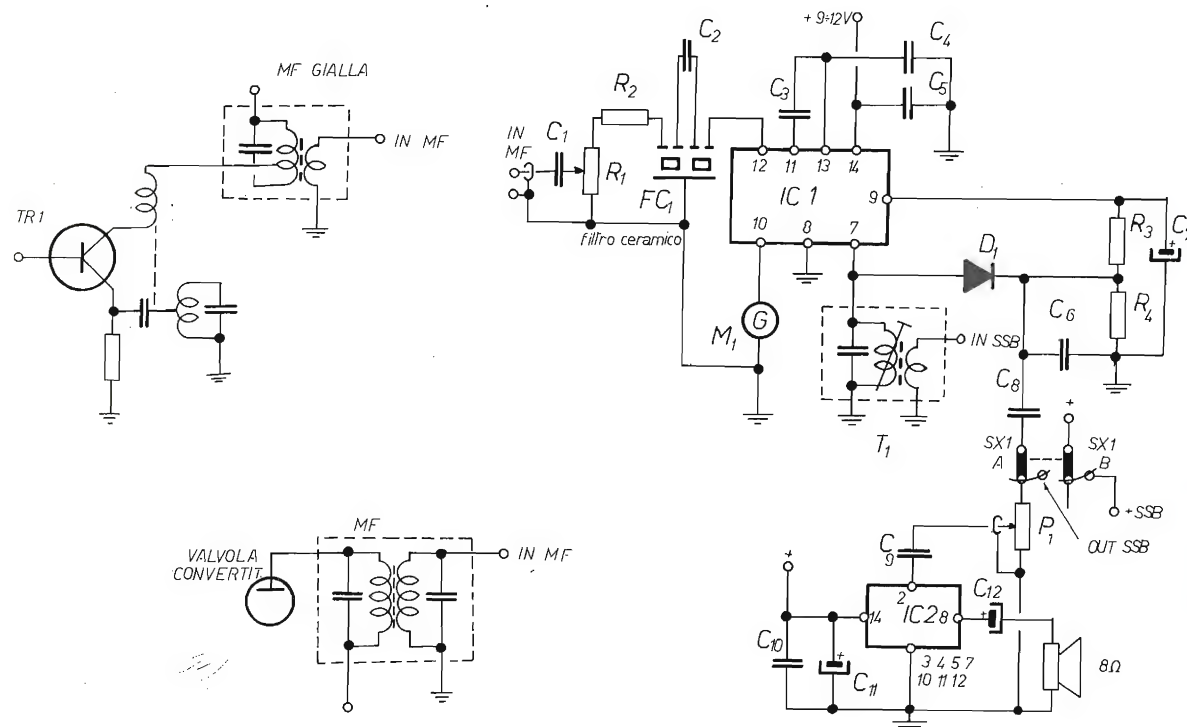 MF GIALLA
IN MF
TR1
MF
VALVOLA
CONVERTIT.
IN MF
+ 9÷12V
C2
C4
R2
C3
C5
IN
MF
C1
R1
FC1
filtro ceramico
12
11
13
14
IC 1
9
10
8
7
R3
D1
R4
M1
G
IN SSB
C6
T1
C8
+
SX1
A
SX1
B
+SSB
P1
OUT SSB
C9
+
2
14
IC2
8
C12
+
C10
+
C11
3 4 5 7
10 11 12
8Ω
+